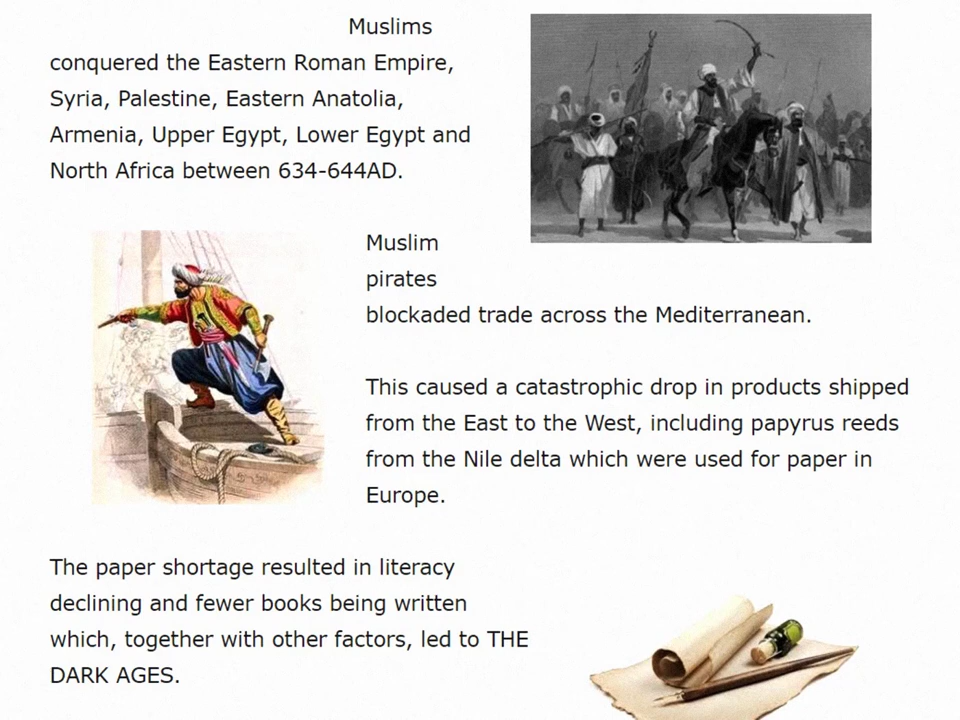 Muslims
conquered the Eastern Roman Empire,
Syria, Palestine, Eastern Anatolia,
Armenia, Upper Egypt, Lower Egypt and
North Africa between 634-644AD.
Muslim
pirates
blockaded trade across the Mediterranean.
This caused a catastrophic drop in products shipped
from the East to the West, including papyrus reeds
from the Nile delta which were used for paper in
Europe.
The paper shortage resulted in literacy
declining and fewer books being written
which, together with other factors, led to THE
DARK AGES.